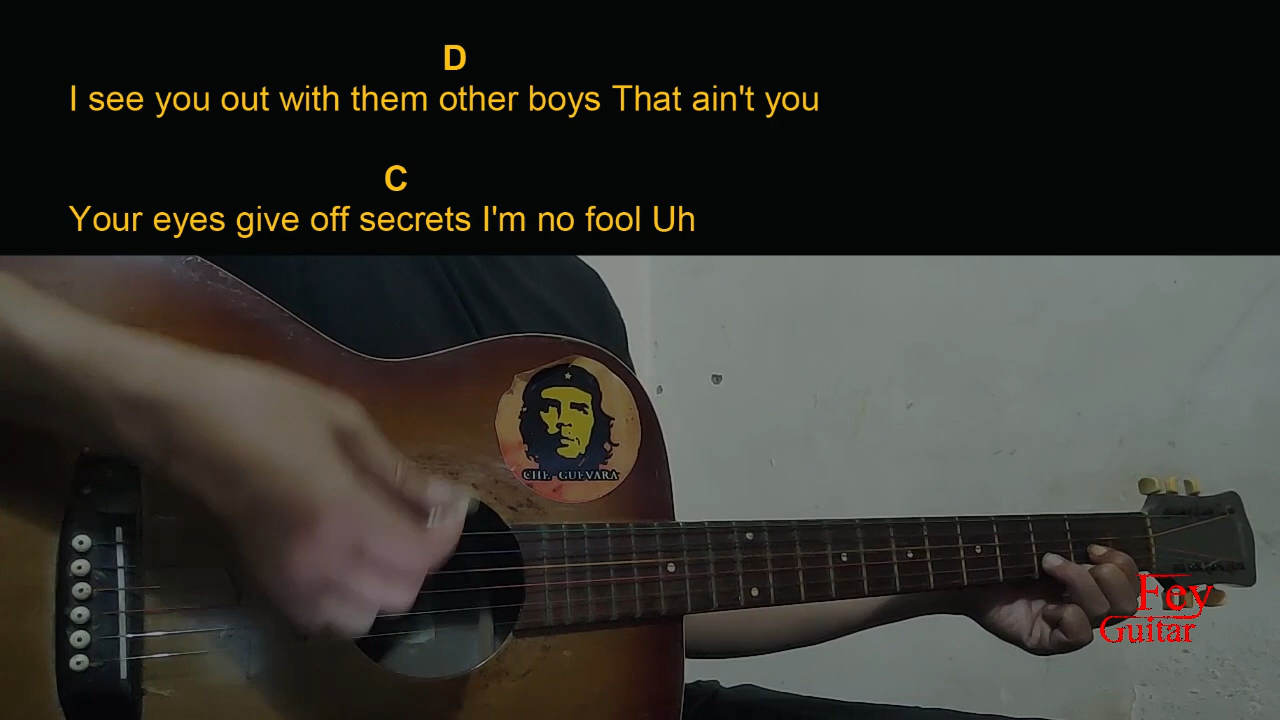 D
I see you out with them other boys That ain't you
C
Your eyes give off secrets I'm no fool Uh
CHE GUEVARA
Foy
Guitar